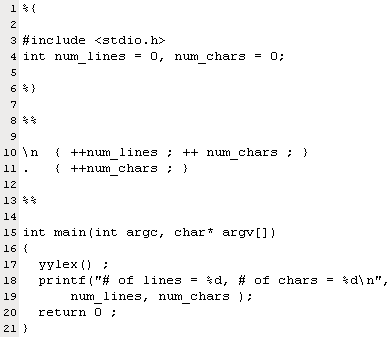 1 %{
2
3 #include <stdio.h>
4 int num_lines = 0, num_chars = 0;
5
6 %}
7
8 %%
9
10 \n  { ++num_lines ; ++ num_chars ; }
11 .   { ++num_chars ; }
12
13 %%
14
15 int main(int argc, char* argv[])
16 {
17   yylex() ;
18   printf("# of lines = %d, # of chars = %d\n",
19       num_lines, num_chars );
20   return 0 ;
21 }